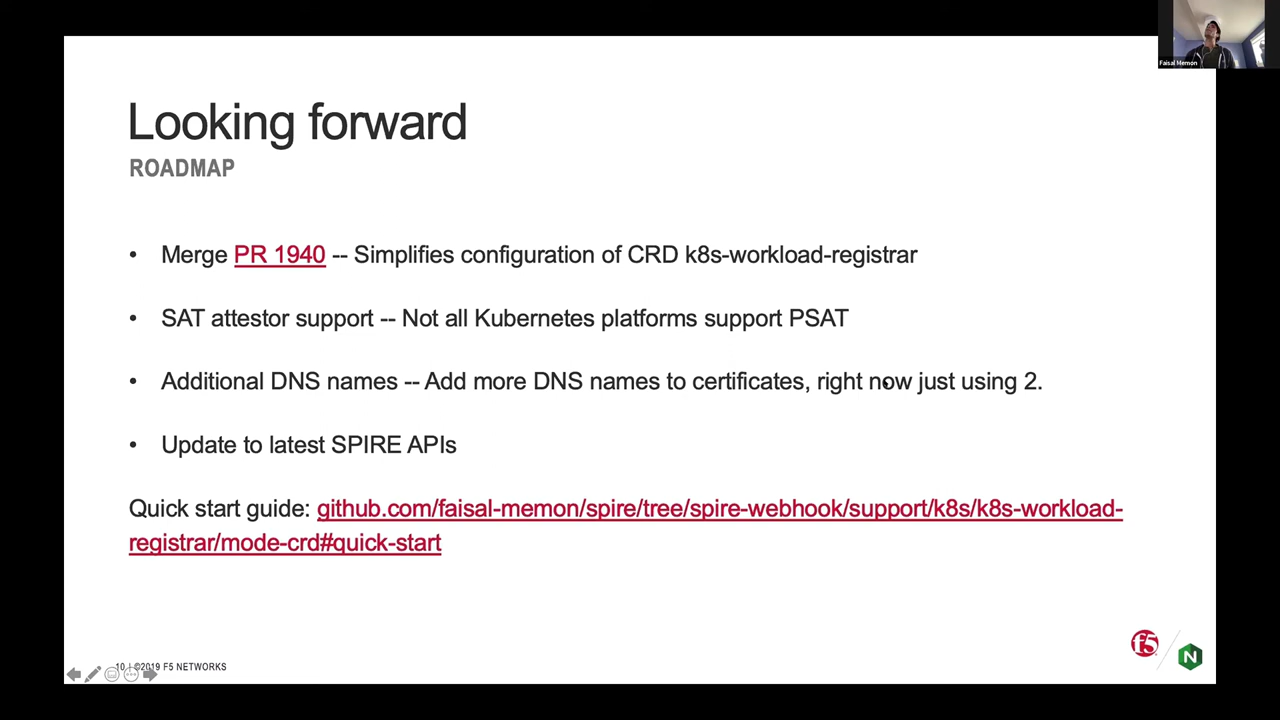 Faisal Memon
Looking forward
ROADMAP
• Merge PR 1940 -- Simplifies configuration of CRD k8s-workload-registrar
• SAT attestor support -- Not all Kubernetes platforms support PSAT
• Additional DNS names -- Add more DNS names to certificates, right now just using 2.
• Update to latest SPIRE APIs
Quick start guide: github.com/faisal-memon/spire/tree/spire-webhook/support/k8s/k8s-workload-
registrar/mode-crd#quick-start
10 | ©2019 F5 NETWORKS
f5
N